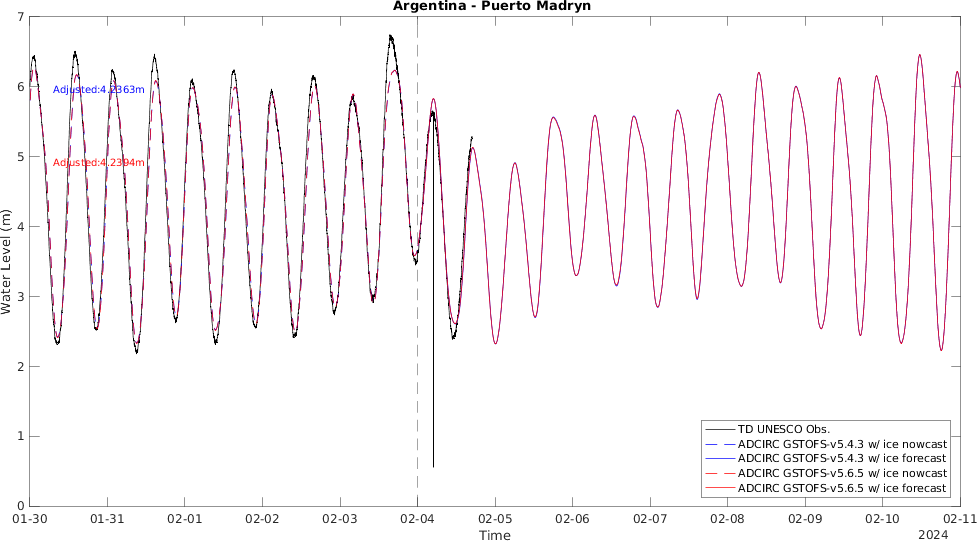 Argentina - Puerto Madryn
7
6
5
4
3
2
1
0
Water Level (m)
Adjusted:4.2363m
Adjusted:4.2394m
TD UNESCO Obs.
ADCIRC GSTOFS-v5.4.3 w/ ice nowcast
ADCIRC GSTOFS-v5.4.3 w/ ice forecast
ADCIRC GSTOFS-v5.6.5 w/ ice nowcast
ADCIRC GSTOFS-v5.6.5 w/ ice forecast
01-30 01-31 02-01 02-02 02-03 02-04 02-05 02-06 02-07 02-08 02-09 02-10 02-11
Time
2024